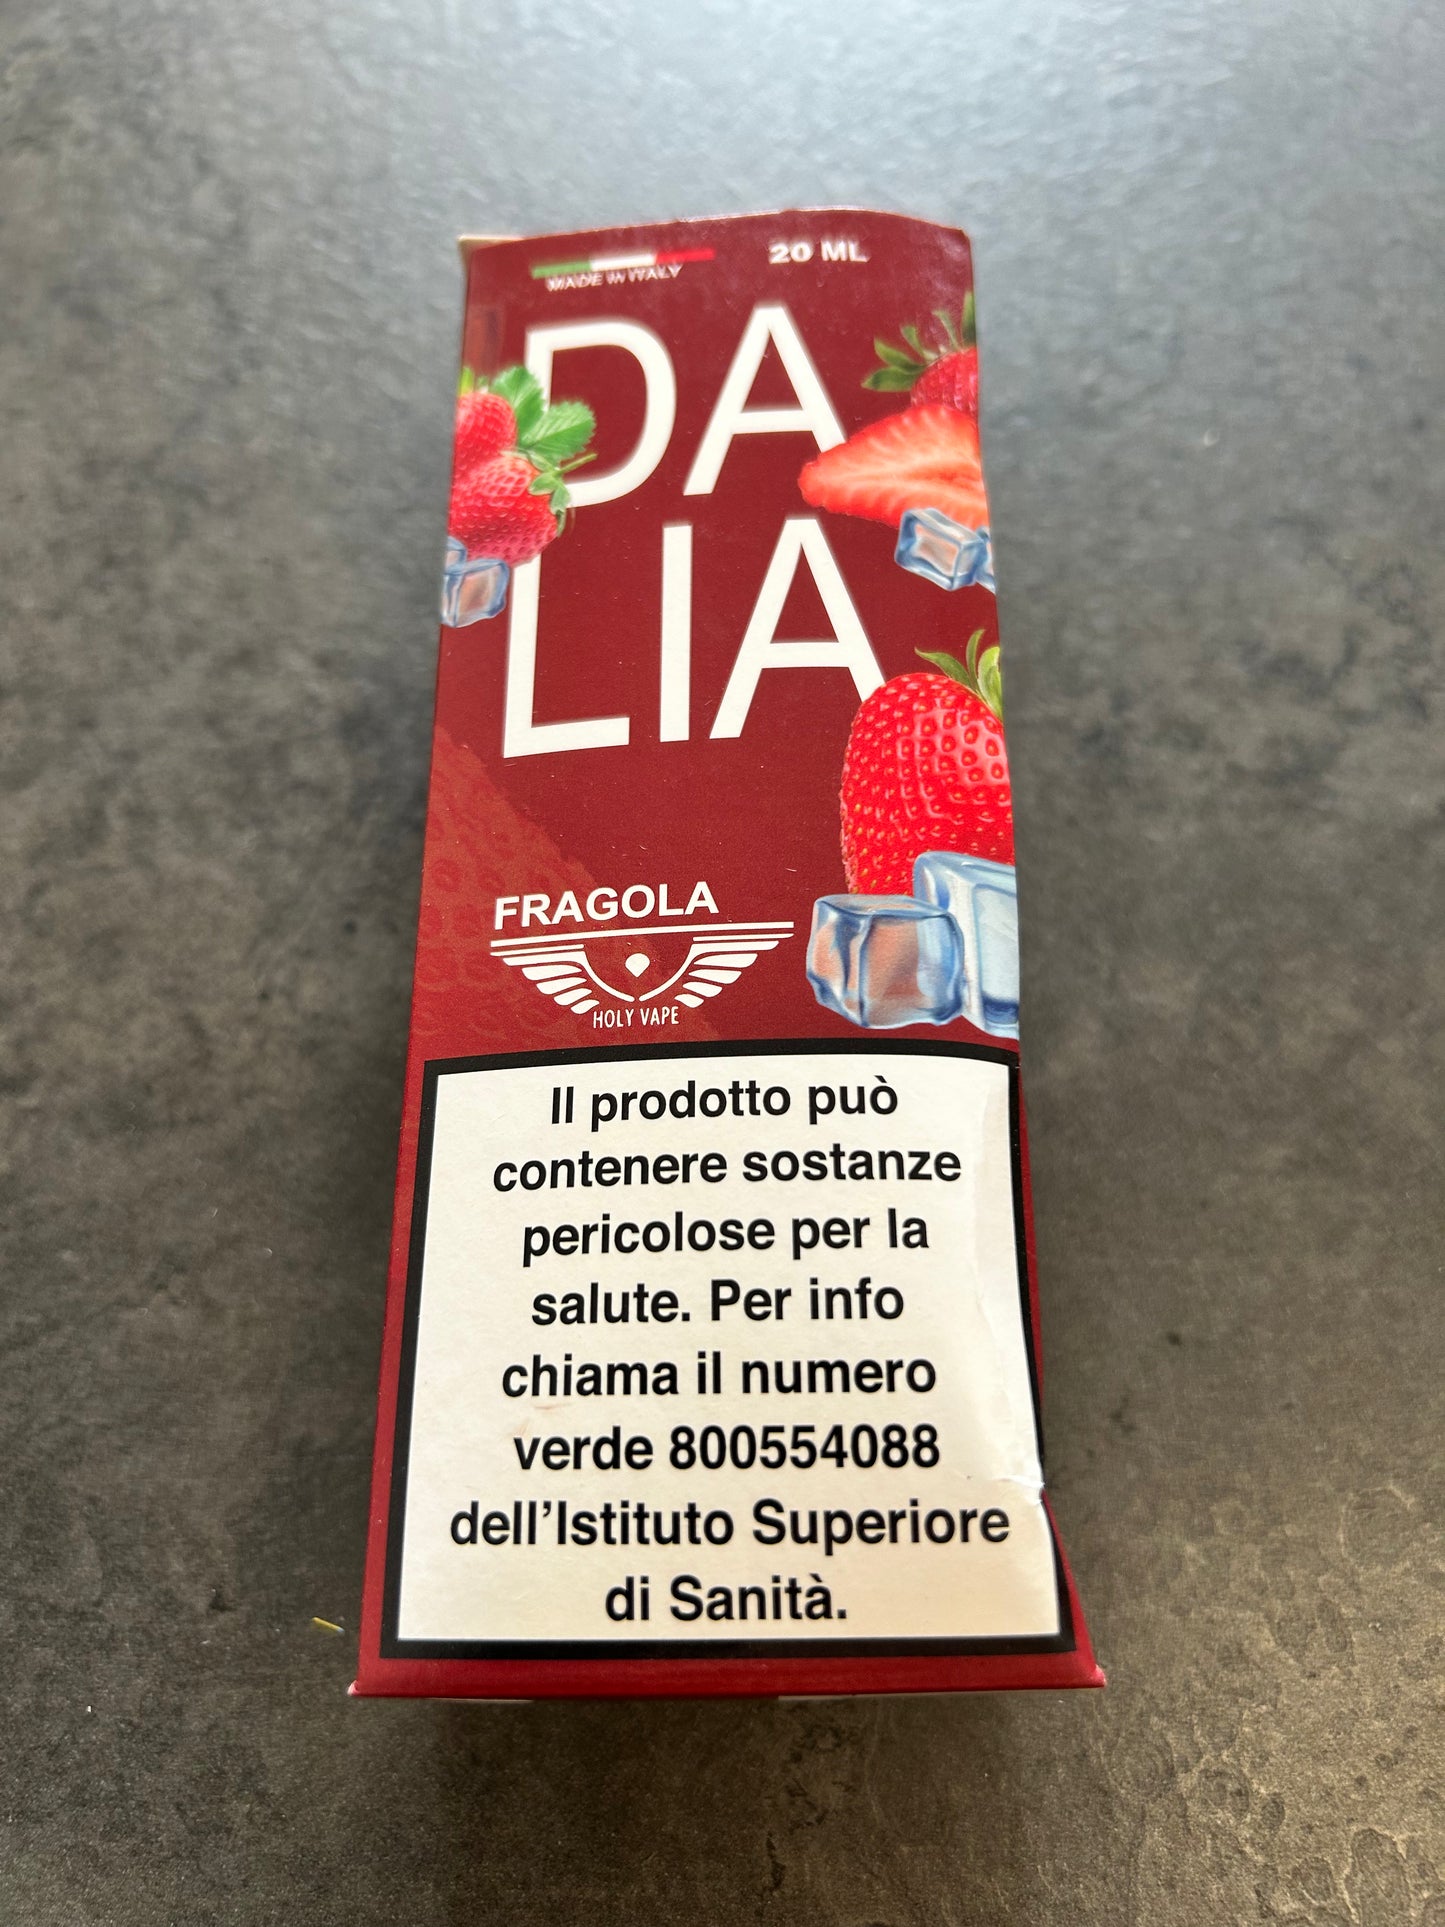 MADE IN ITALY
20 ML
DA
LIA
FRAGOLA
HOLY VAPE
Il prodotto può
contenere sostanze
pericolose per la
salute. Per info
chiama il numero
verde 800554088
dell'Istituto Superiore
di Sanità.